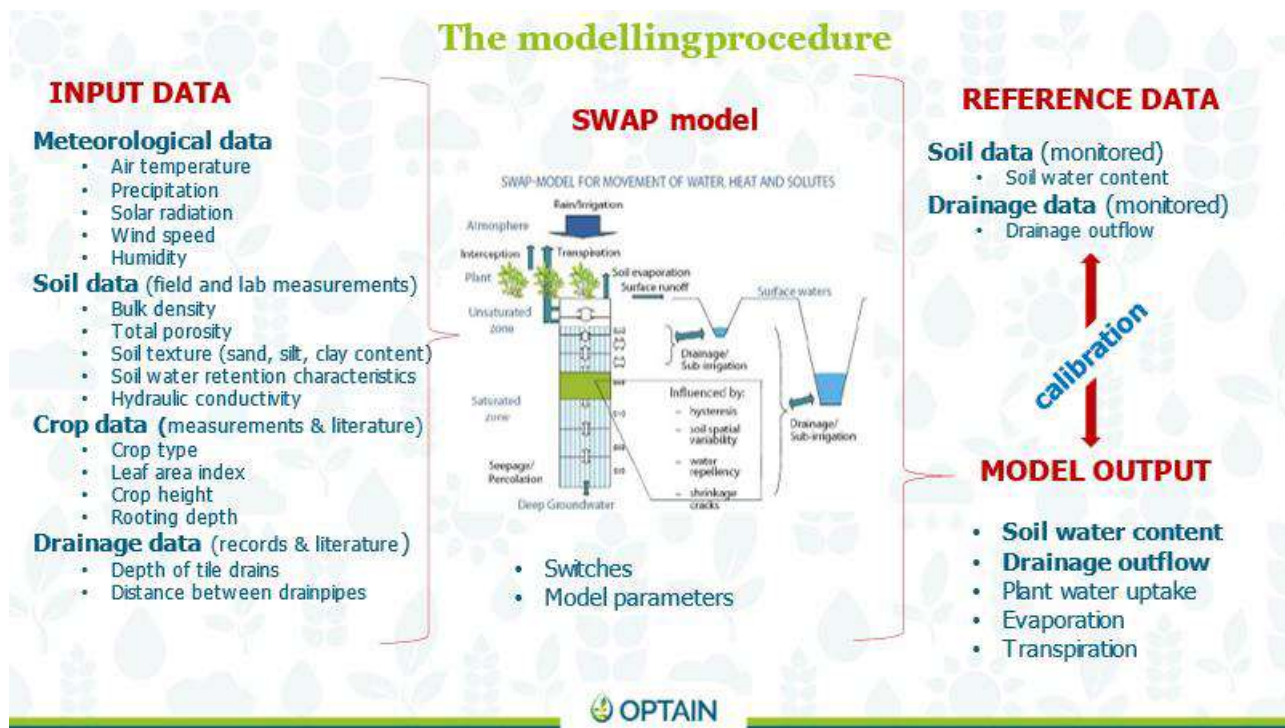 The modellingprocedure
INPUT DATA
Meteorological data
• Air temperature
• Precipitation
• Solar radiation
• Wind speed
• Humidity
Soil data (field and lab measurements)
• Bulk density
• Total porosity
• Soil texture (sand, silt, clay content)
• Soil water retention characteristics
• Hydraulic conductivity
Crop data (measurements & literature)
• Crop type
• Leaf area index
• Crop height
• Rooting depth
Drainage data (records & literature)
• Depth of tile drains
• Distance between drainpipes
SWAP model
SWAP-MODEL FOR MOVEMENT OF WATER, HEAT AND SOLUTES
Rain/Irrigation
Atmosphere
Interception
Transpiration
Plant
Soil evaporation
Surface runoff
Surface waters
Unsaturated
zone
Drainage/
Sub-irrigation
Saturated
zone
Influenced by:
– hysteresis
– soil spatial
variability
– water
repellency
– shrinkage
cracks
Drainage/
Sub-irrigation
Seepage/
Percolation
Deep Groundwater
• Switches
• Model parameters
REFERENCE DATA
Soil data (monitored)
• Soil water content
Drainage data (monitored)
• Drainage outflow
calibration
MODEL OUTPUT
• Soil water content
• Drainage outflow
• Plant water uptake
• Evaporation
• Transpiration
OPTAIN